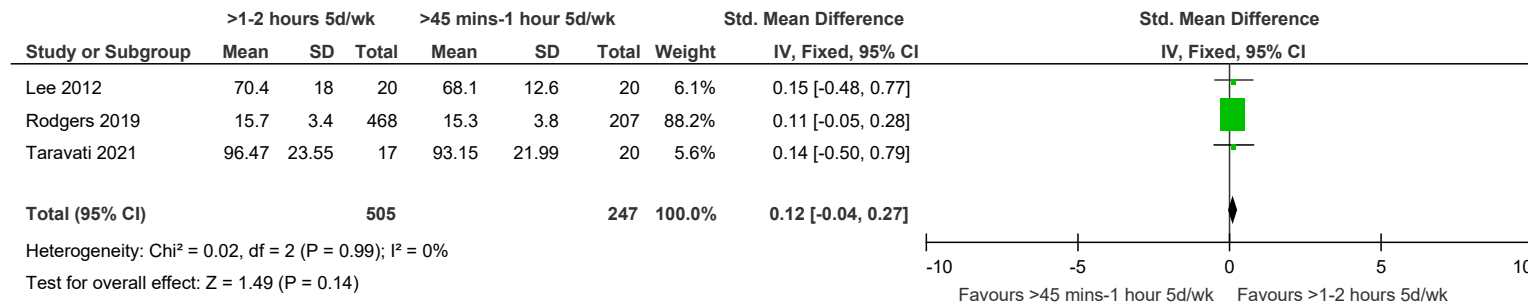 >1-2 hours 5d/wk >45 mins-1 hour 5d/wk Std. Mean Difference Std. Mean Difference
Study or Subgroup Mean SD Total Mean SD Total Weight IV, Fixed, 95% CI IV, Fixed, 95% CI
Lee 2012 70.4 18 20 68.1 12.6 20 6.1% 0.15 [-0.48, 0.77]
Rodgers 2019 15.7 3.4 468 15.3 3.8 207 88.2% 0.11 [-0.05, 0.28]
Taravati 2021 96.47 23.55 17 93.15 21.99 20 5.6% 0.14 [-0.50, 0.79]
Total (95% CI) 505 247 100.0% 0.12 [-0.04, 0.27]
Heterogeneity: Chi² = 0.02, df = 2 (P = 0.99); I² = 0%
Test for overall effect: Z = 1.49 (P = 0.14)
-10 -5 0 5 10
Favours >45 mins-1 hour 5d/wk Favours >1-2 hours 5d/wk